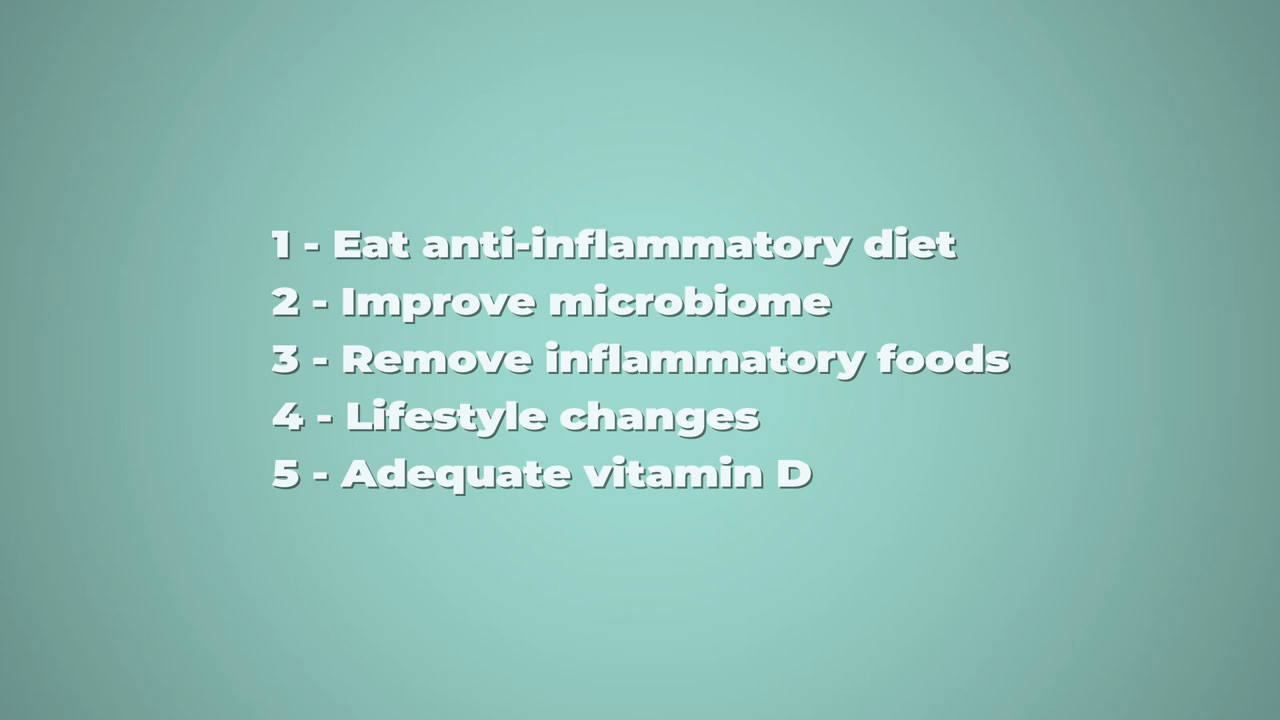 1 - Eat anti-inflammatory diet
2 - Improve microbiome
3 - Remove inflammatory foods
4 - Lifestyle changes
5 - Adequate vitamin D